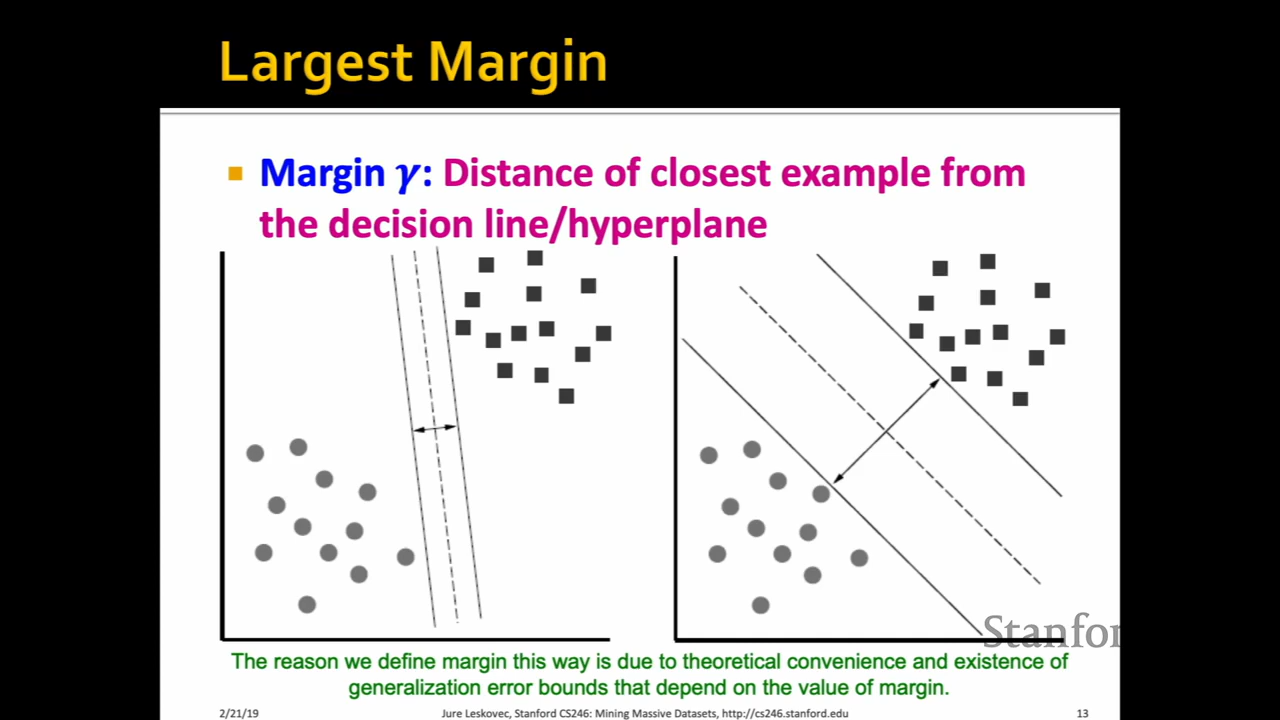 Largest Margin
Margin γ: Distance of closest example from
the decision line/hyperplane
Stanfor
The reason we define margin this way is due to theoretical convenience and existence of
generalization error bounds that depend on the value of margin.
2/21/19 Jure Leskovec, Stanford CS246: Mining Massive Datasets, http://cs246.stanford.edu 13